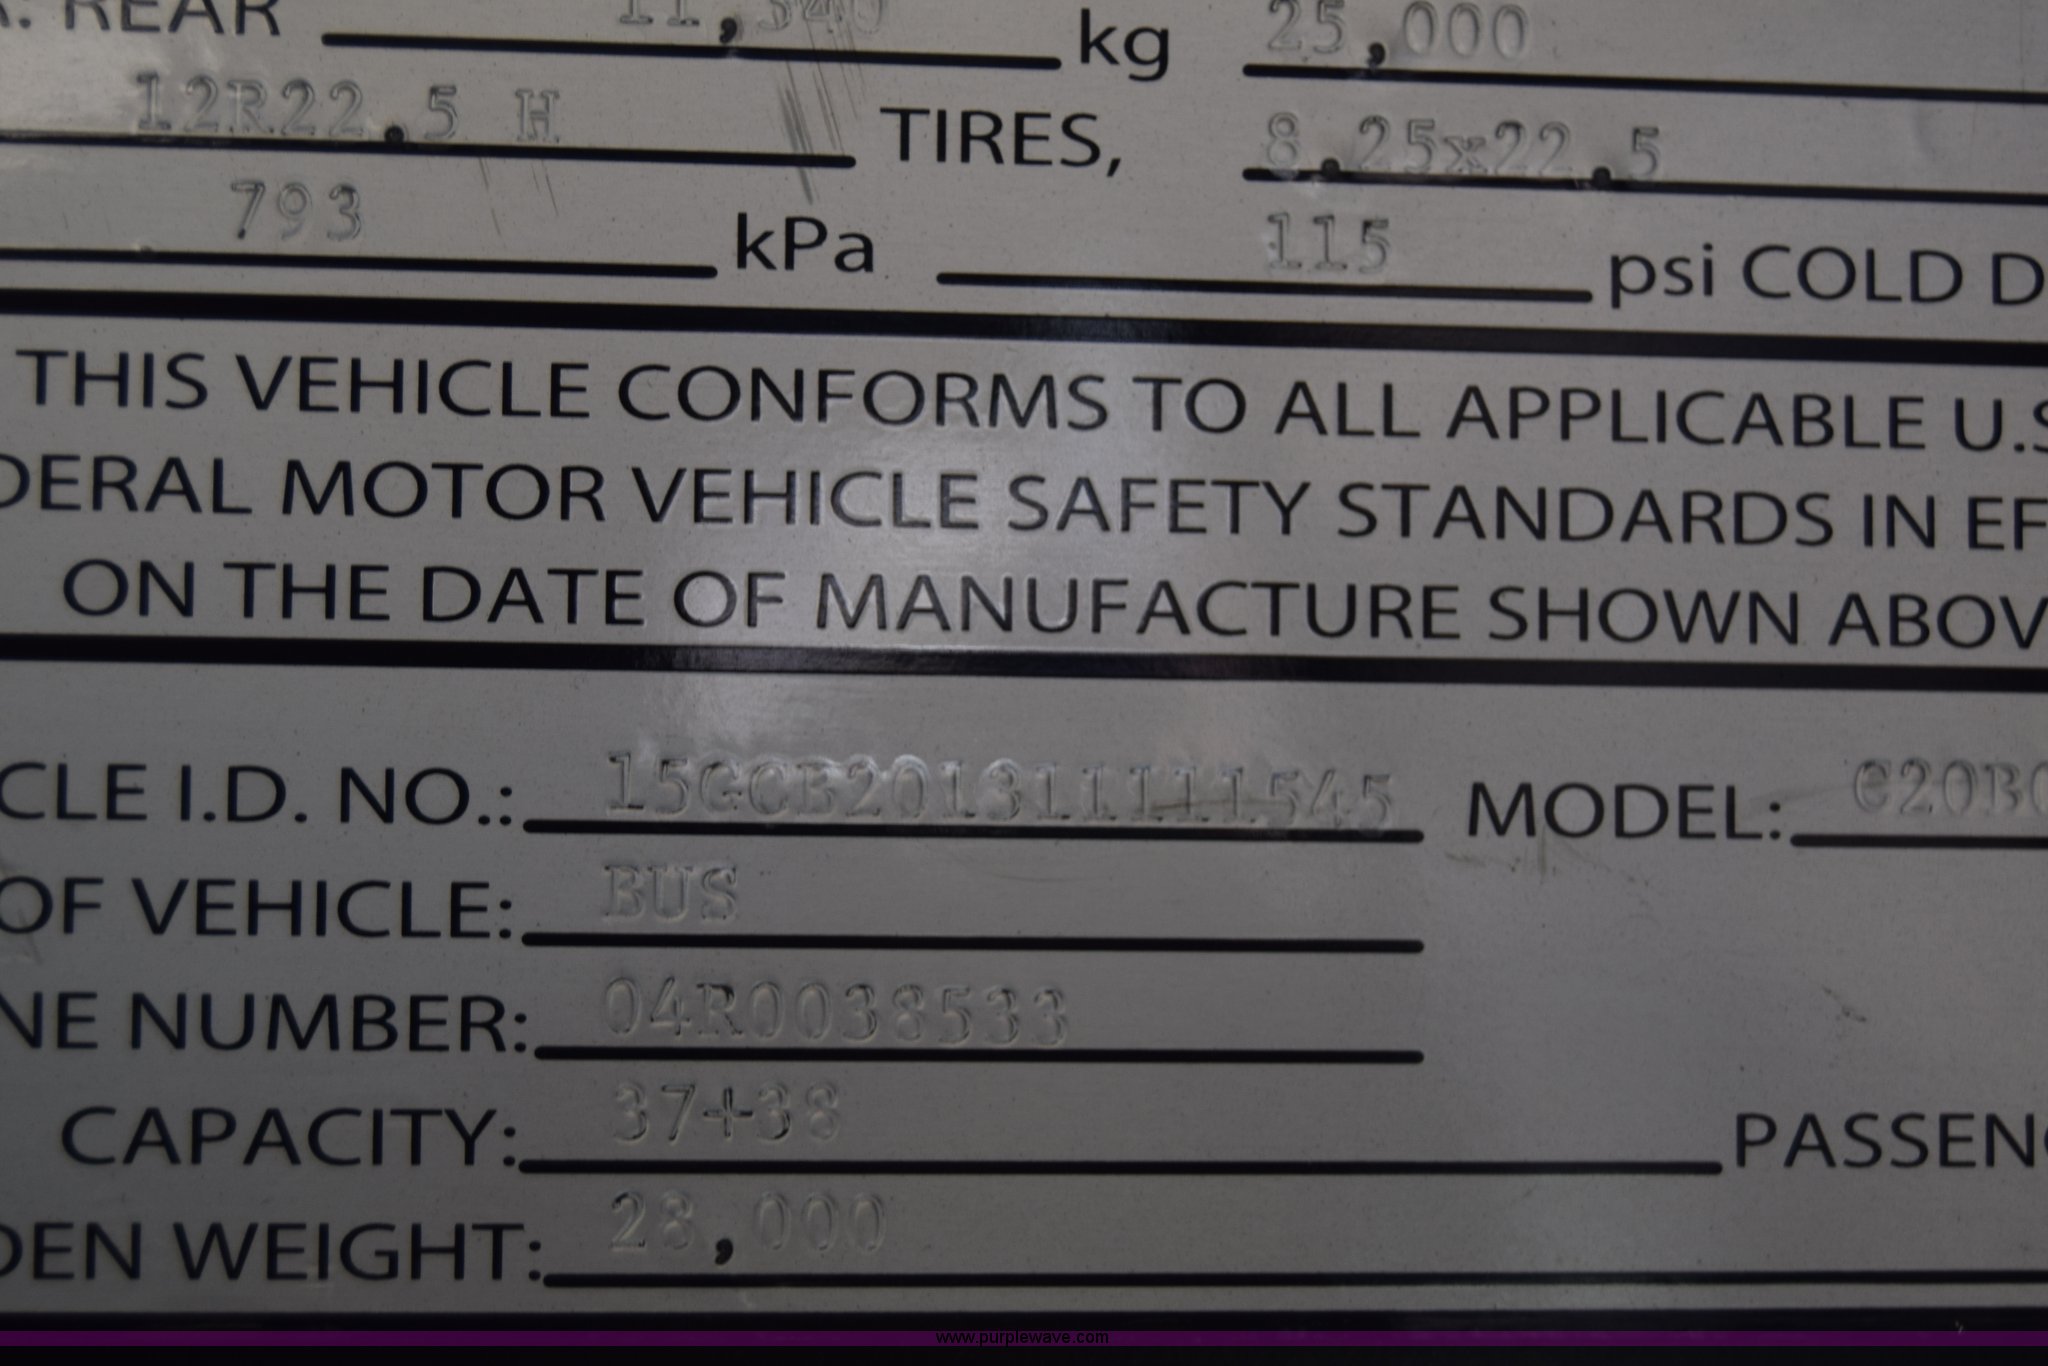 R. REAR 11,340 kg 25,000
12R22.5 H TIRES, 8.25x22.5
793 kPa 115 psi COLD D
THIS VEHICLE CONFORMS TO ALL APPLICABLE U.S
DERAL MOTOR VEHICLE SAFETY STANDARDS IN EF
ON THE DATE OF MANUFACTURE SHOWN ABOV
CLE I.D. NO.: 15GCB201311111545 MODEL: C20B
OF VEHICLE: BUS
NE NUMBER: 04R0038533
CAPACITY: 37+38 PASSEN
DEN WEIGHT: 28,000
www.purplewave.com